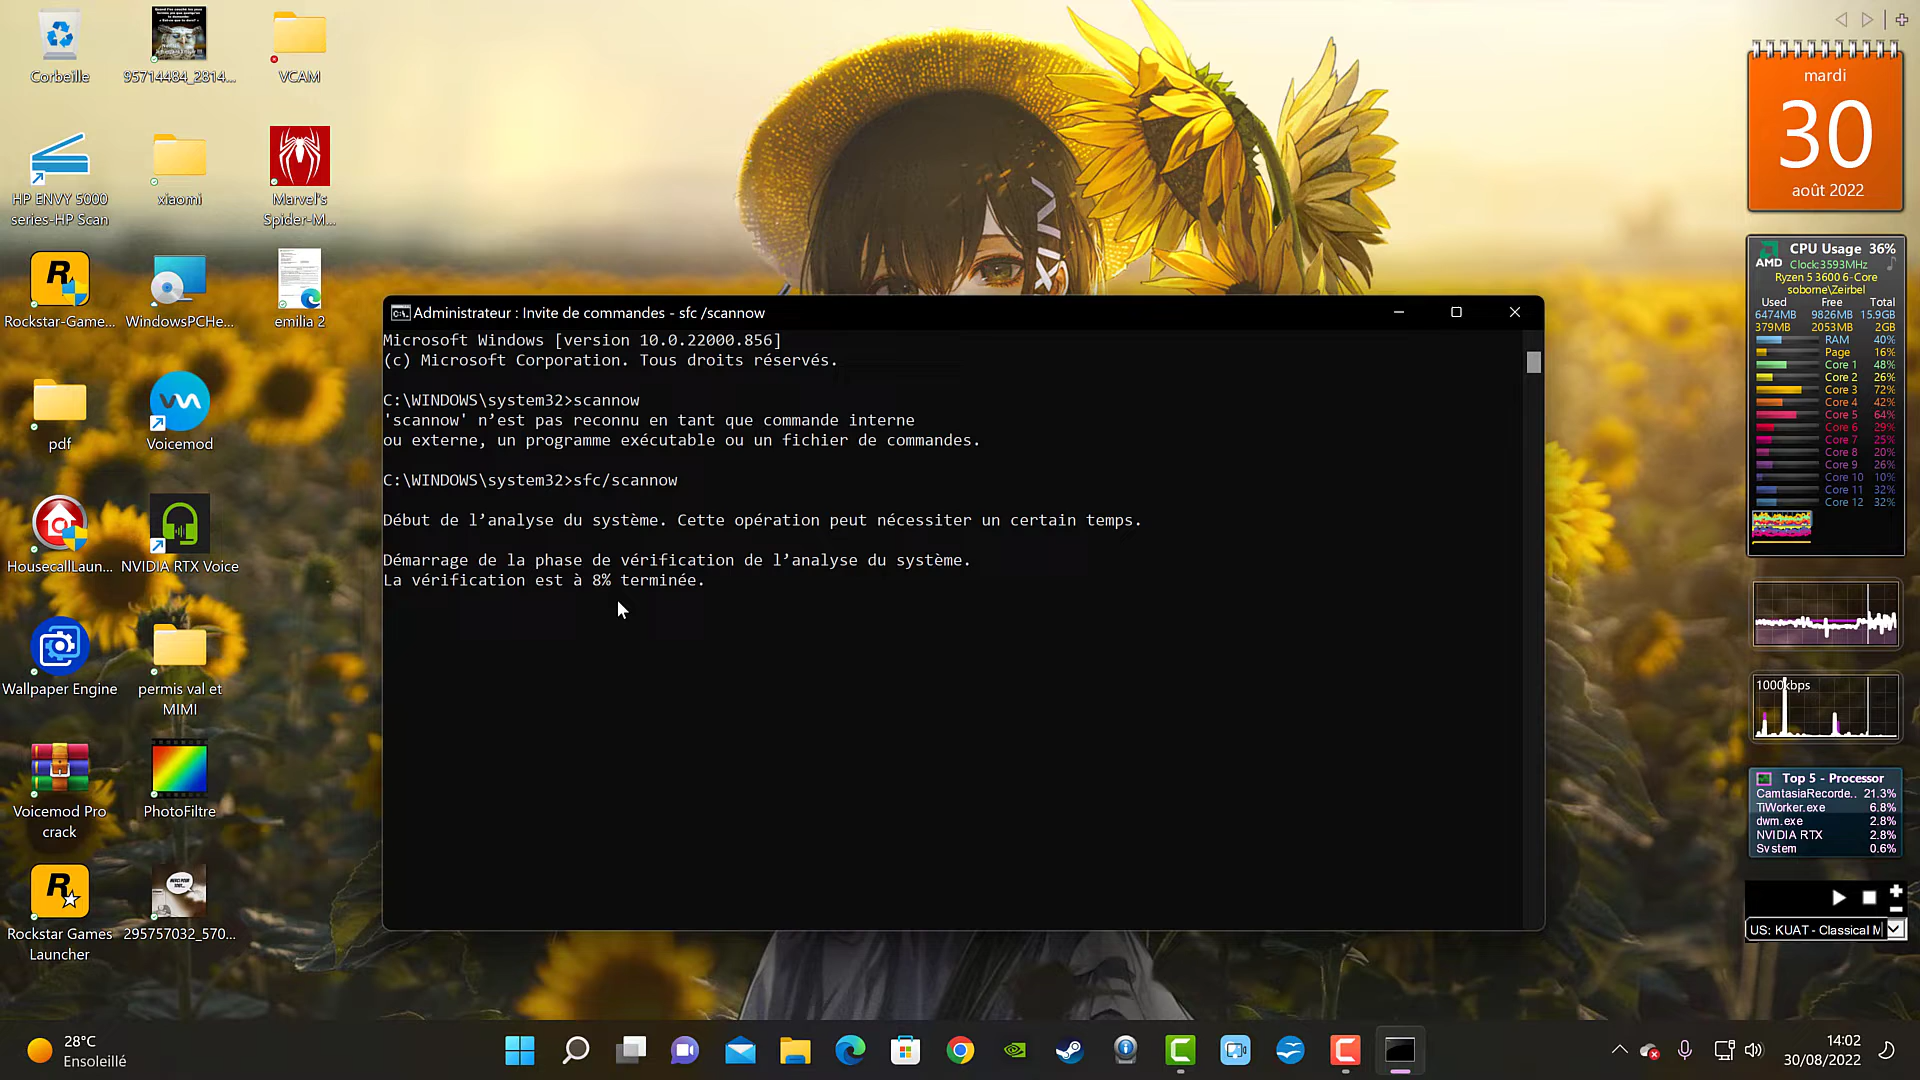 Corbeille
95714484_2814...
VCAM
HP ENVY 5000
series-HP Scan
xiaomi
Marvel's
Spider-M...
Rockstar-Game...
WindowsPCHe...
emilia 2
pdf
Voicemod
HousecallLaun...
NVIDIA RTX Voice
Wallpaper Engine
permis val et
MIMI
Voicemod Pro
crack
PhotoFiltre
Rockstar Games
Launcher
295757032_570...
Administrateur : Invite de commandes - sfc /scannow
Microsoft Windows [version 10.0.22000.856]
(c) Microsoft Corporation. Tous droits réservés.
C:\WINDOWS\system32>scannow
'scannow' n’est pas reconnu en tant que commande interne
ou externe, un programme exécutable ou un fichier de commandes.
C:\WINDOWS\system32>sfc/scannow
Début de l’analyse du système. Cette opération peut nécessiter un certain temps.
Démarrage de la phase de vérification de l’analyse du système.
La vérification est à 8% terminée.
XIV
mardi
30
août 2022
CPU Usage 36%
AMD
Clock:3593MHz
Ryzen 5 3600 6-Core
soborne\Zeirbel
Used Free Total
6474MB 9826MB 15.9GB
379MB 2053MB 2GB
RAM 40%
Page 16%
Core 1 48%
Core 2 26%
Core 3 72%
Core 4 42%
Core 5 64%
Core 6 29%
Core 7 25%
Core 8 20%
Core 9 26%
Core 10 10%
Core 11 32%
Core 12 32%
1000kbps
Top 5 - Processor
CamtasiaRecorde.. 21.3%
TiWorker.exe 6.8%
dwm.exe 2.8%
NVIDIA RTX 2.8%
System 0.6%
US: KUAT - Classical M
28°C
Ensoleillé
14:02
30/08/2022